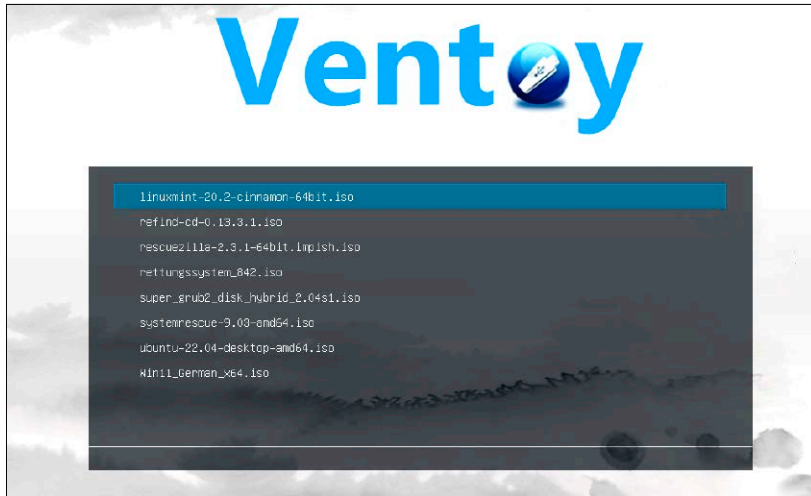 Ventoy
linuxmint-20.2-cinnamon-64bit.iso
refind-cd-0.13.3.1.iso
rescuezilla-2.3.1-64bit.impish.iso
rettungssystem_842.iso
super_grub2_disk_hybrid_2.04s1.iso
systemrescue-9.03-amd64.iso
ubuntu-22.04-desktop-amd64.iso
Win11_German_x64.iso